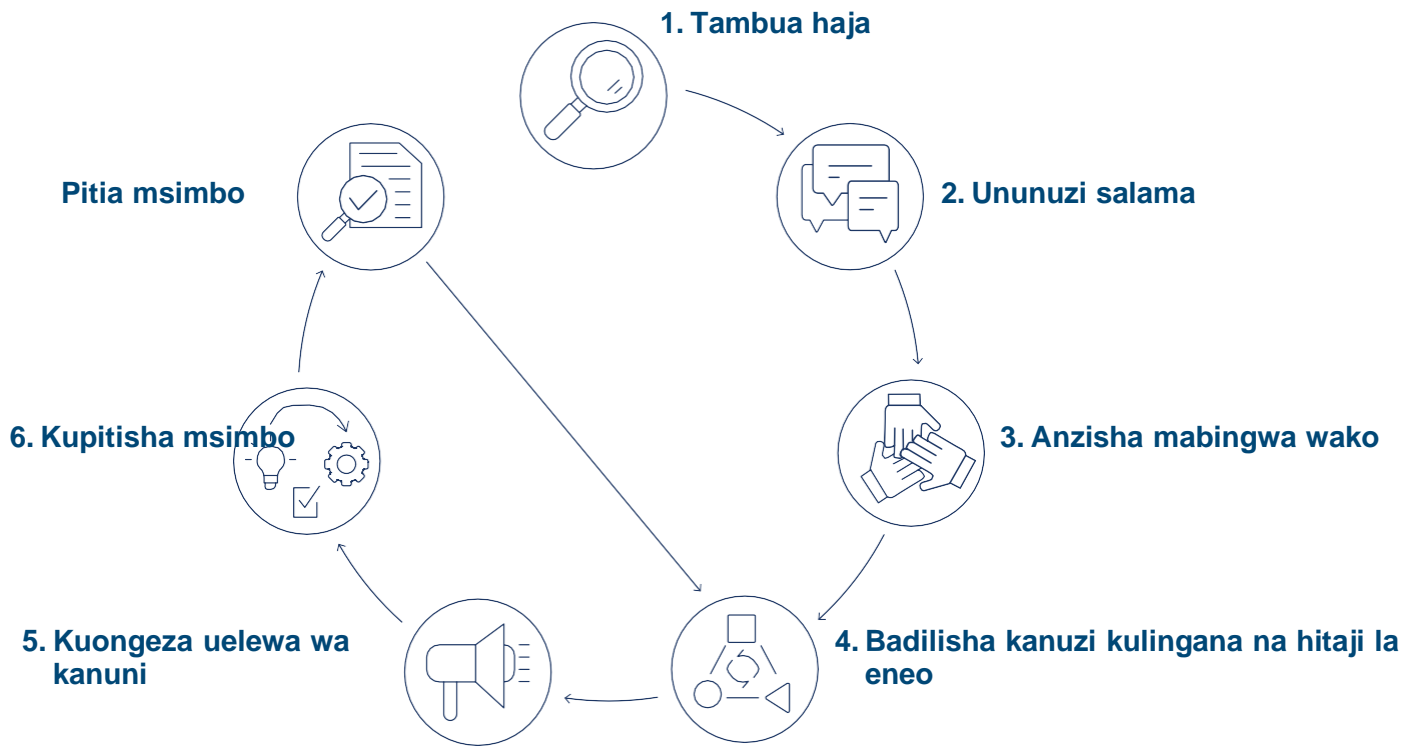 1. Tambua haja
2. Ununuzi salama
3. Anzisha mabingwa wako
4. Badilisha kanuzi kulingana na hitaji la
eneo
5. Kuongeza uelewa wa
kanuni
6. Kupitisha msimbo
Pitia msimbo